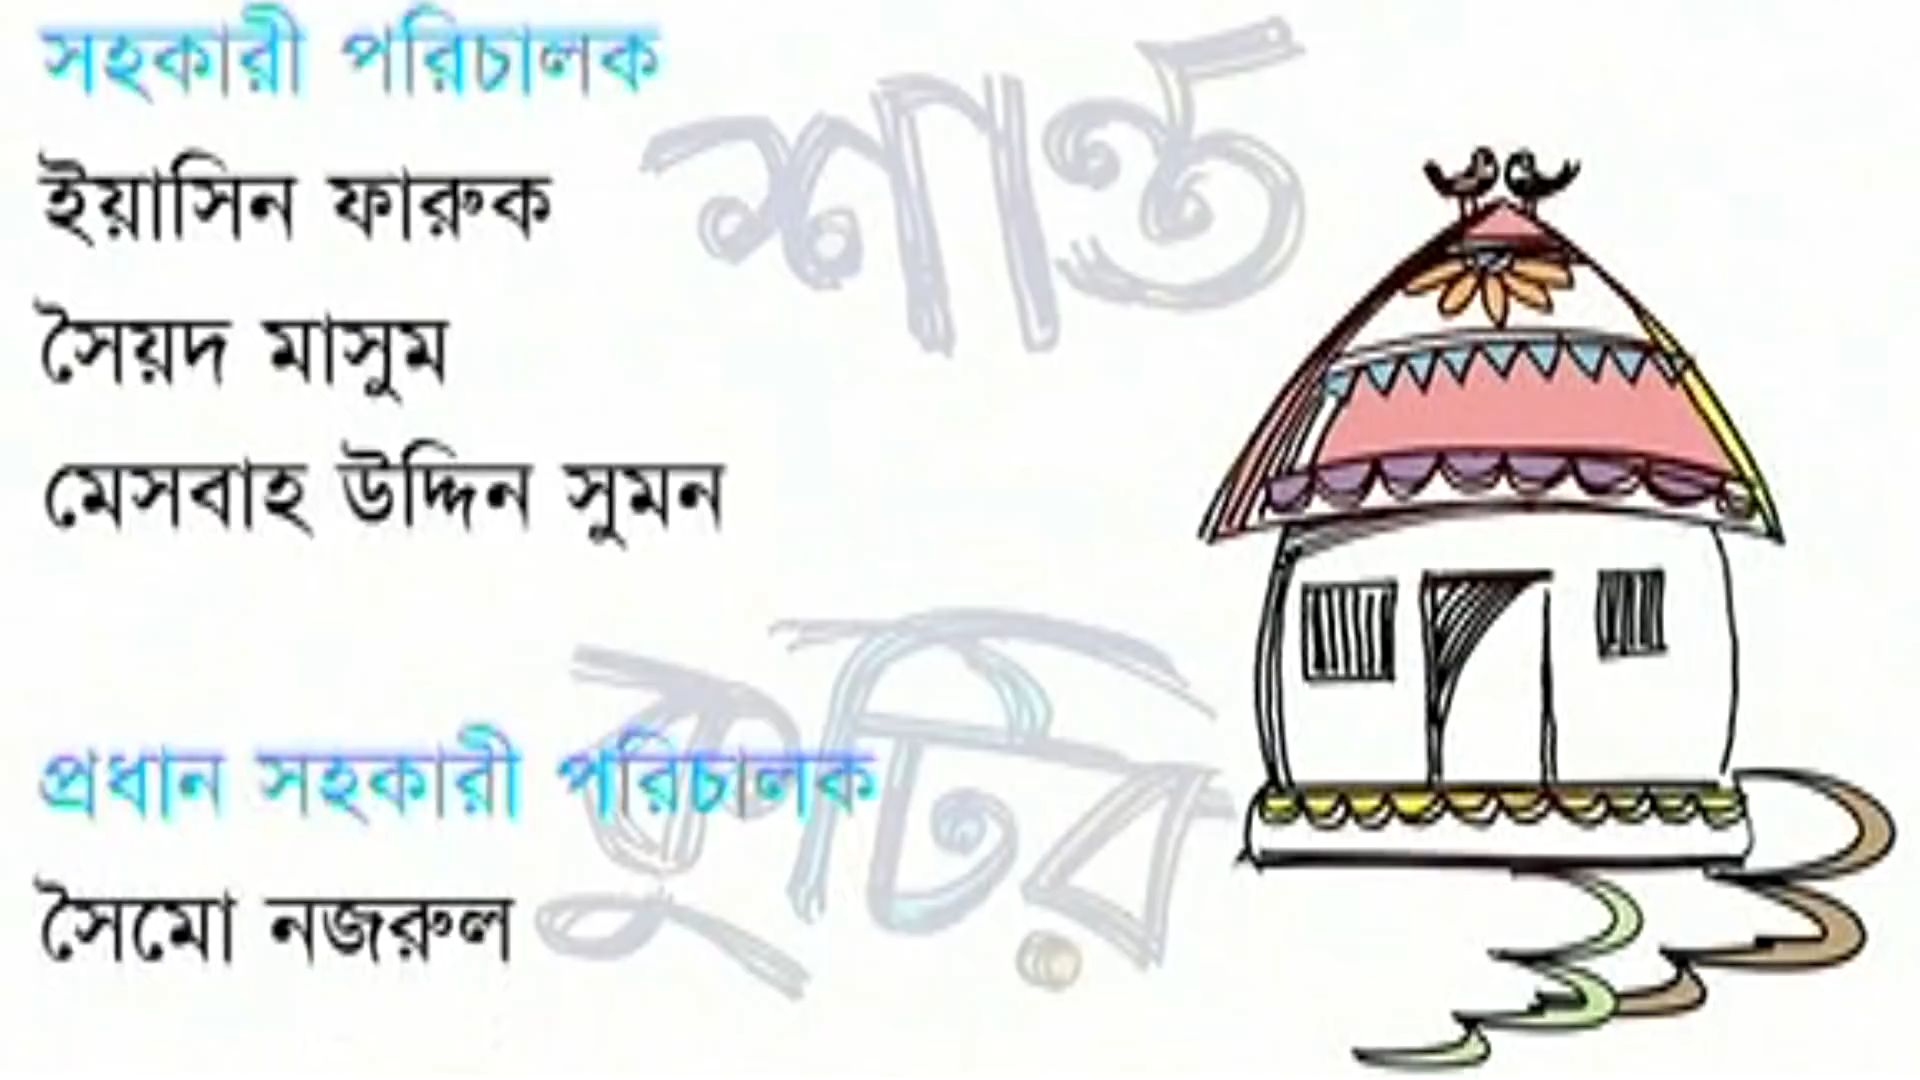 সহকারী পরিচালক
ইয়াসিন ফারুক
সৈয়দ মাসুম
মেসবাহ উদ্দিন সুমন
প্রধান সহকারী পরিচালক
সৈমো নজরুল
শান্ত
কুটির